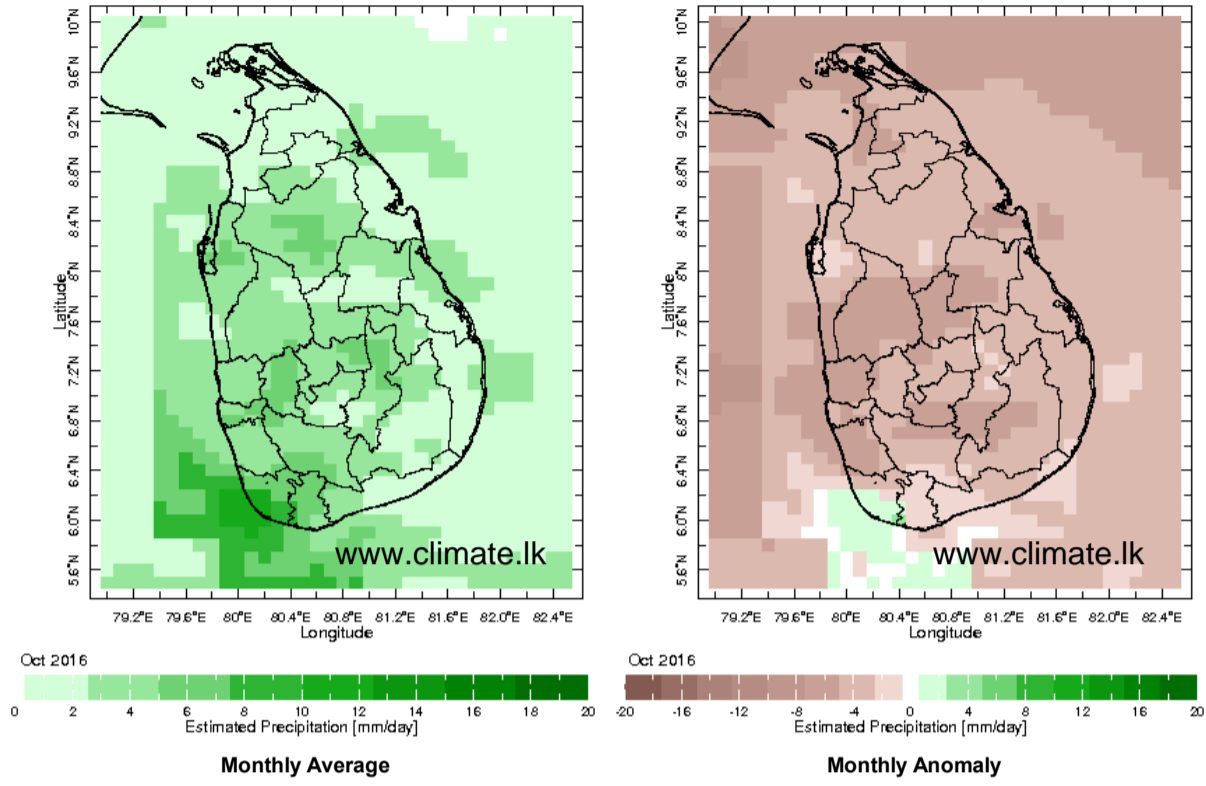 10°N
9.6°N
9.2°N
8.8°N
8.4°N
8°N
7.6°N
7.2°N
6.8°N
6.4°N
6.0°N
5.6°N
Latitude
www.climate.lk
79.2°E 79.6°E 80°E 80.4°E 80.8°E 81.2°E 81.6°E 82.0°E 82.4°E
Longitude
Oct 2016
0 2 4 6 8 10 12 14 16 18 20
Estimated Precipitation [mm/day]
Monthly Average
10°N
9.6°N
9.2°N
8.8°N
8.4°N
8°N
7.6°N
7.2°N
6.8°N
6.4°N
6.0°N
5.6°N
Latitude
www.climate.lk
79.2°E 79.6°E 80°E 80.4°E 80.8°E 81.2°E 81.6°E 82.0°E 82.4°E
Longitude
Oct 2016
-20 -16 -12 -8 -4 0 4 8 12 16 20
Estimated Precipitation [mm/day]
Monthly Anomaly